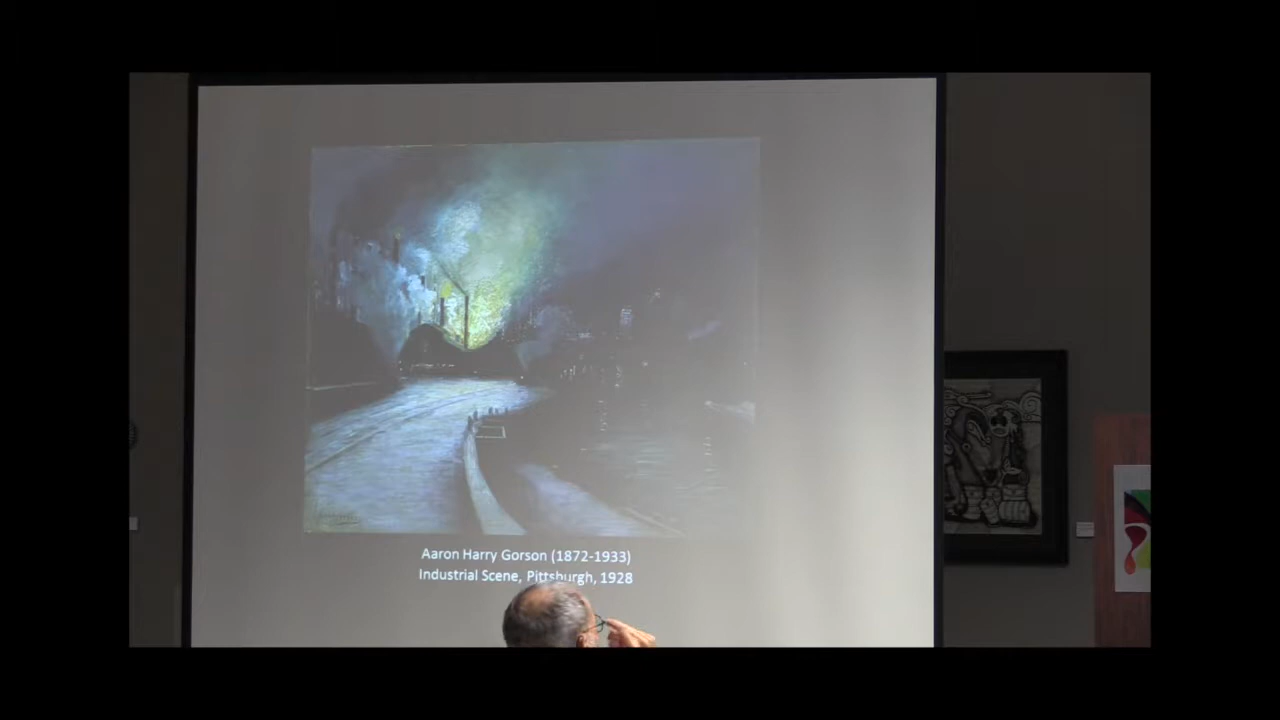 Aaron Harry Gorson (1872-1933)
Industrial Scene, Pittsburgh, 1928